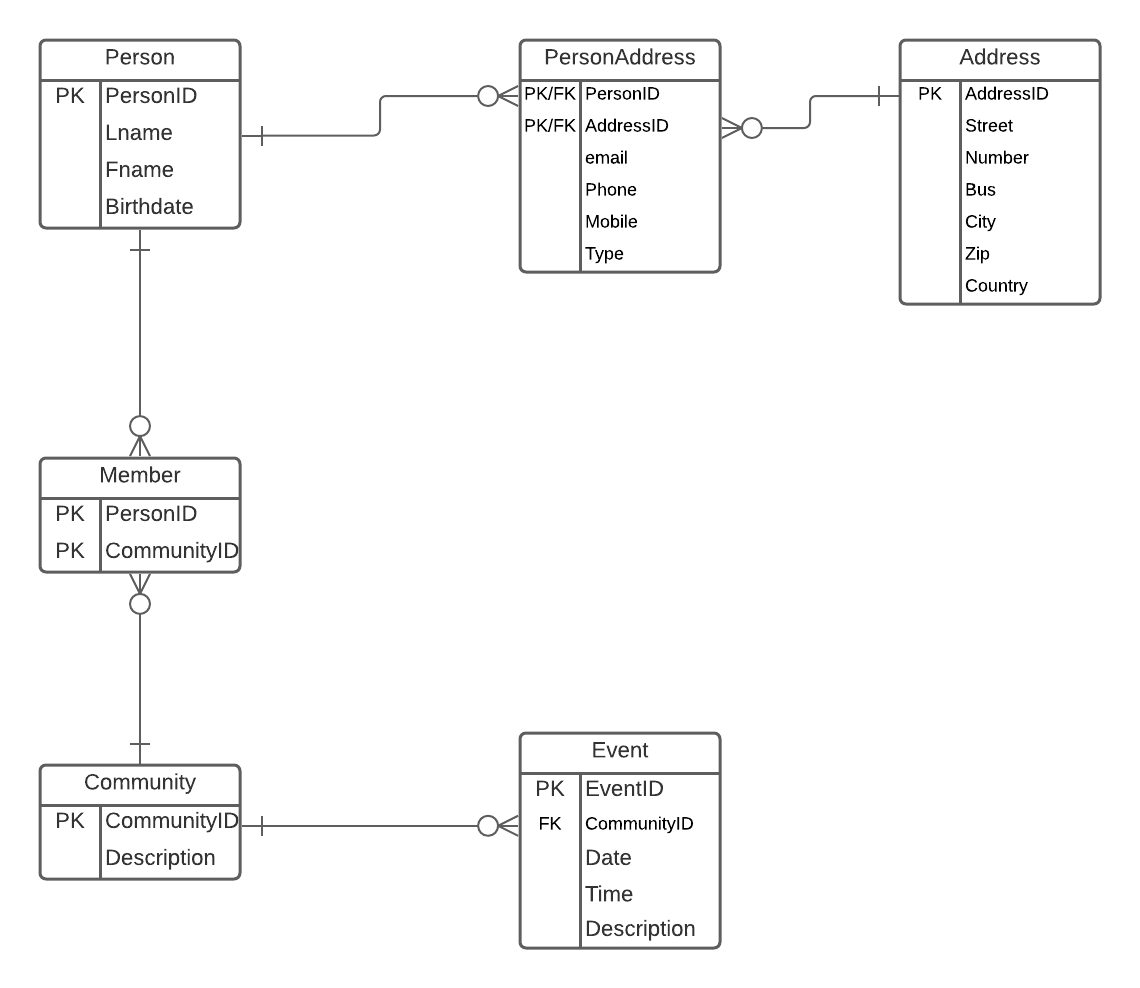 Person
PK PersonID
Lname
Fname
Birthdate
PersonAddress
PK/FK PersonID
PK/FK AddressID
email
Phone
Mobile
Type
Address
PK AddressID
Street
Number
Bus
City
Zip
Country
Member
PK PersonID
PK CommunityID
Community
PK CommunityID
Description
Event
PK EventID
FK CommunityID
Date
Time
Description